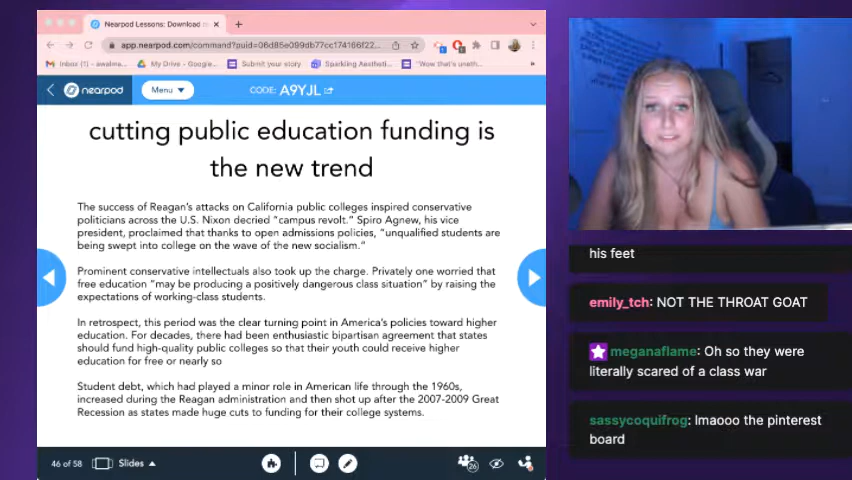 Nearpod Lessons: Download r
app.nearpod.com/command?puid=06d85e099db77cc174166f22...
Inbox (1) – awalma...
My Drive – Google...
Submit your story
Sparkling Aestheti...
"Wow that's uneth...
nearpod
Menu
CODE: A9YJL
cutting public education funding is
the new trend
The success of Reagan's attacks on California public colleges inspired conservative
politicians across the U.S. Nixon decried "campus revolt." Spiro Agnew, his vice
president, proclaimed that thanks to open admissions policies, "unqualified students are
being swept into college on the wave of the new socialism."
Prominent conservative intellectuals also took up the charge. Privately one worried that
free education "may be producing a positively dangerous class situation" by raising the
expectations of working-class students.
In retrospect, this period was the clear turning point in America's policies toward higher
education. For decades, there had been enthusiastic bipartisan agreement that states
should fund high-quality public colleges so that their youth could receive higher
education for free or nearly so
Student debt, which had played a minor role in American life through the 1960s,
increased during the Reagan administration and then shot up after the 2007-2009 Great
Recession as states made huge cuts to funding for their college systems.
46 of 58
Slides
26
his feet
emily_tch: NOT THE THROAT GOAT
meganaflame: Oh so they were
literally scared of a class war
sassycoquifrog: lmaooo the pinterest
board